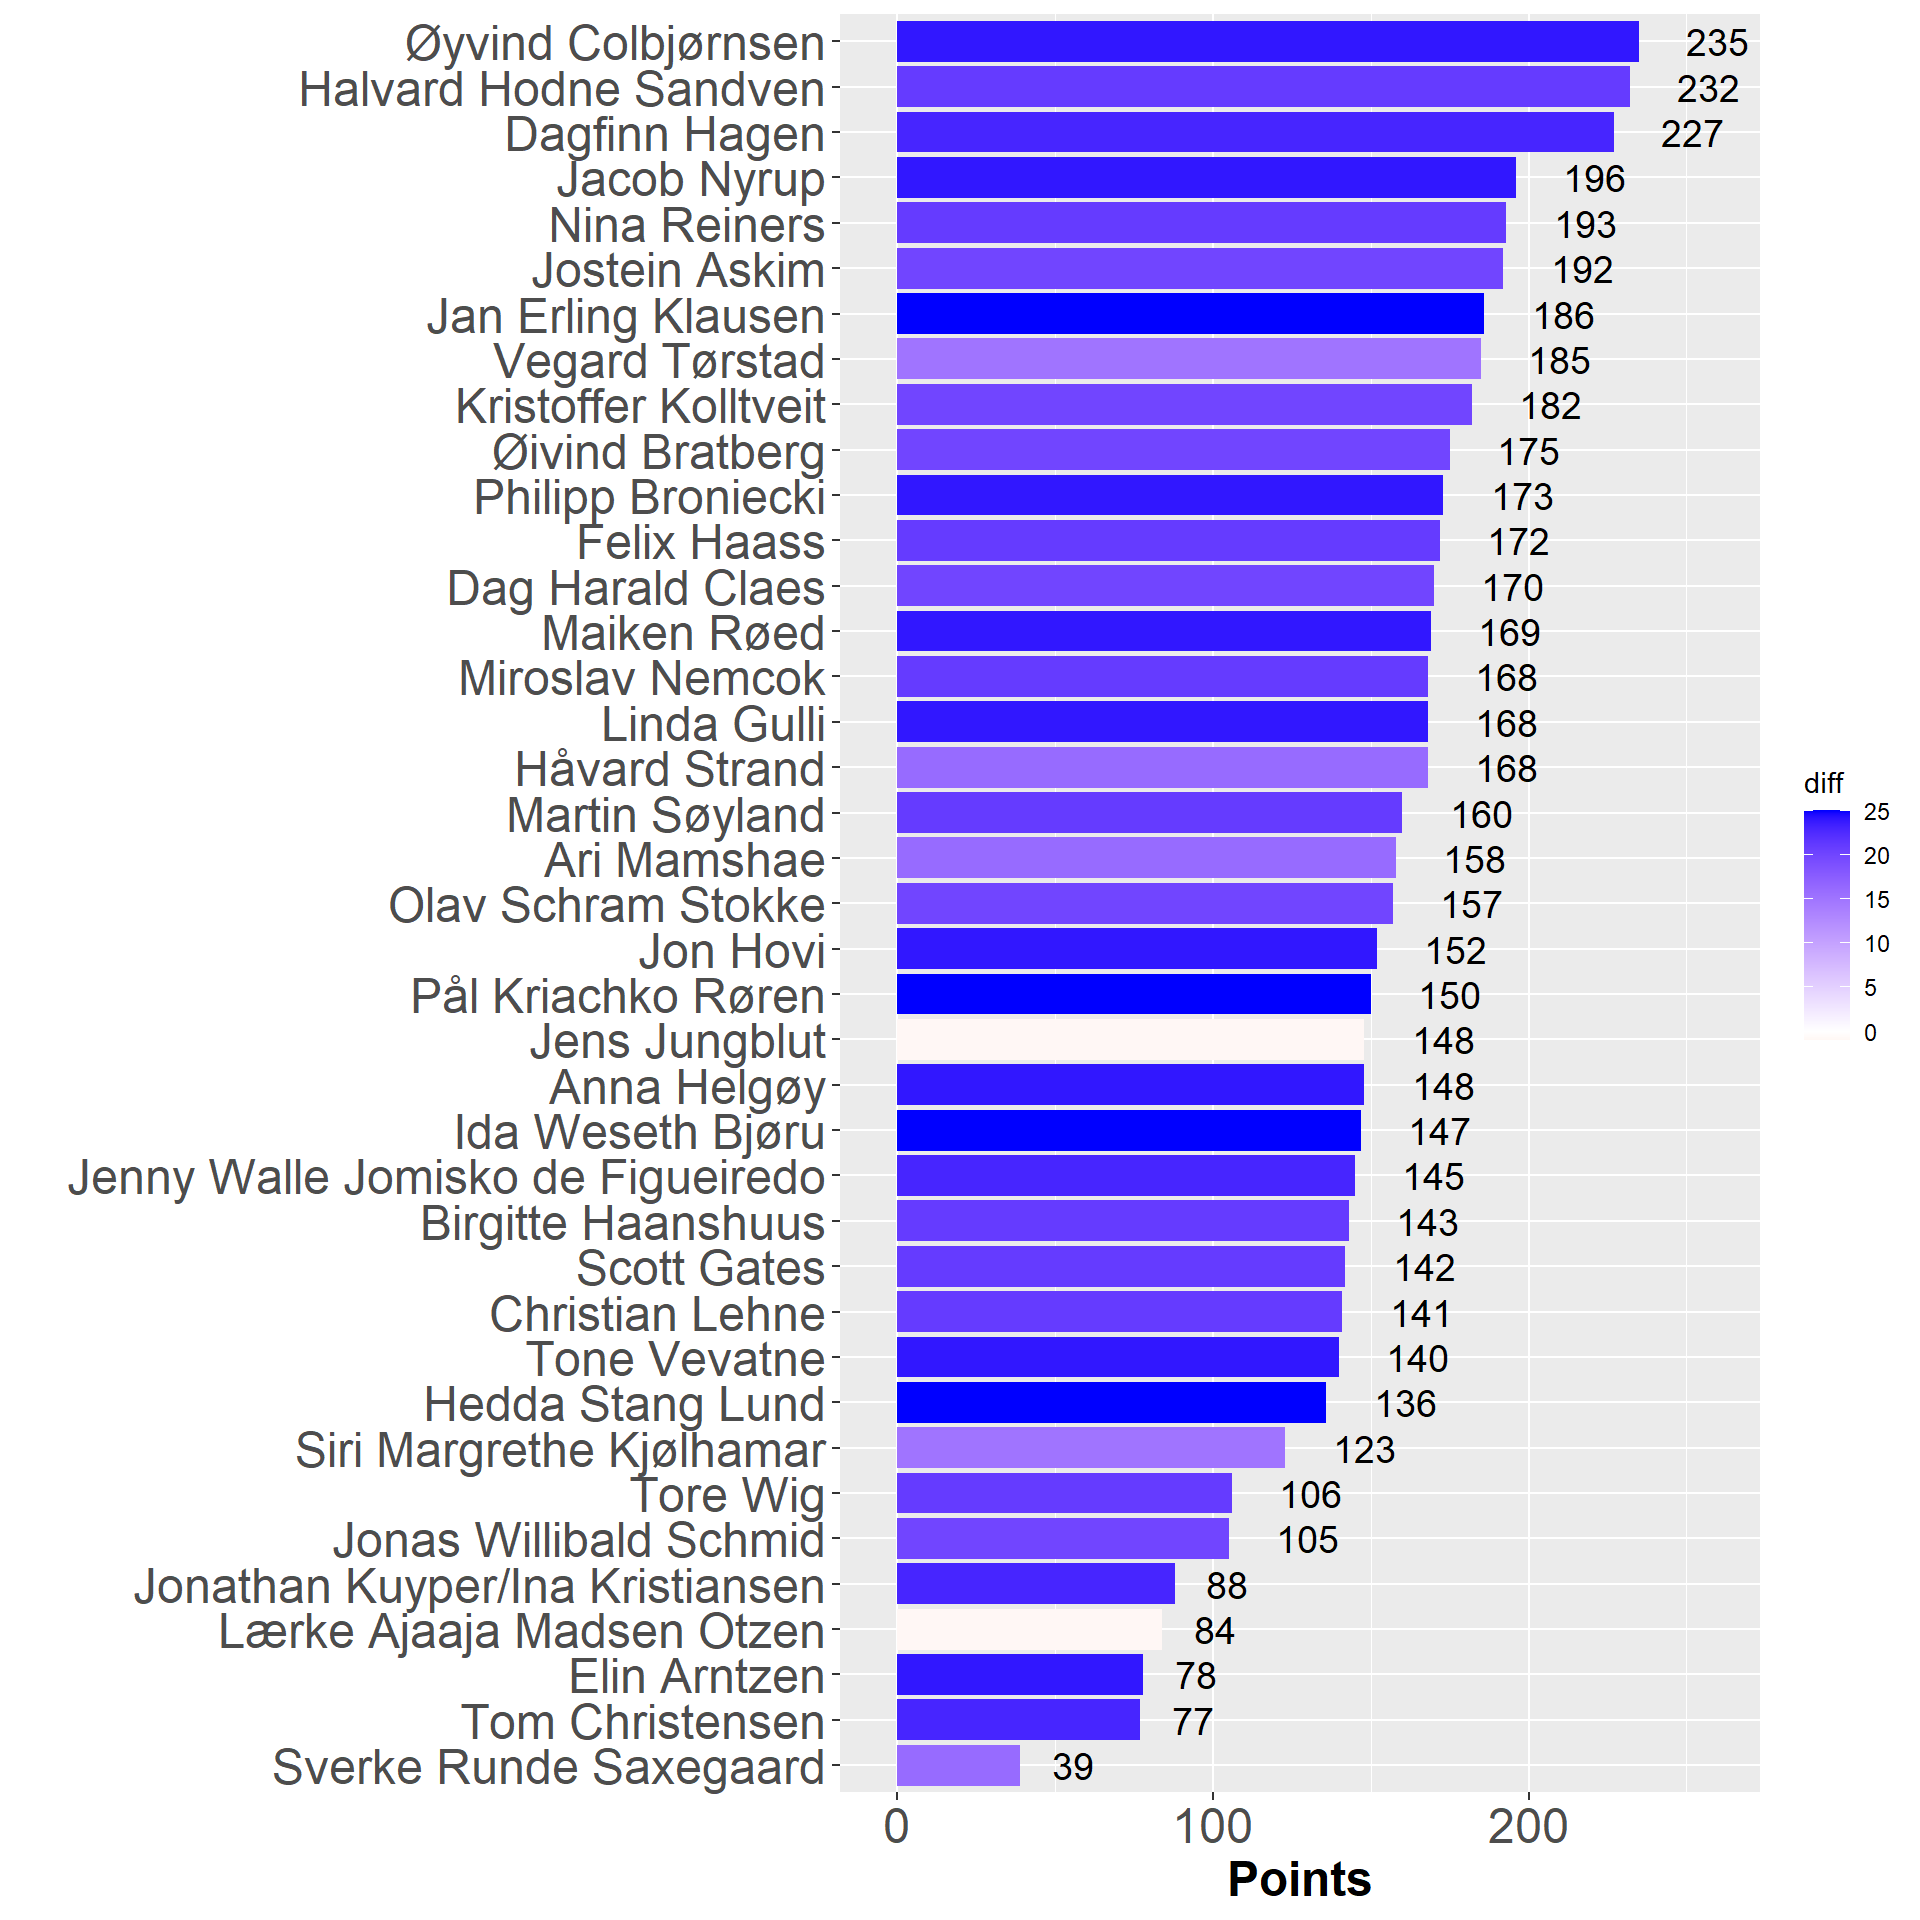 Øyvind Colbjørnsen 235
Halvard Hodne Sandven 232
Dagfinn Hagen 227
Jacob Nyrup 196
Nina Reiners 193
Jostein Askim 192
Jan Erling Klausen 186
Vegard Tørstad 185
Kristoffer Kolltveit 182
Øivind Bratberg 175
Philipp Broniecki 173
Felix Haass 172
Dag Harald Claes 170
Maiken Røed 169
Miroslav Nemcok 168
Linda Gulli 168
Håvard Strand 168
Martin Søyland 160
Ari Mamshae 158
Olav Schram Stokke 157
Jon Hovi 152
Pål Kriachko Røren 150
Jens Jungblut 148
Anna Helgøy 148
Ida Weseth Bjøru 147
Jenny Walle Jomisko de Figueiredo 145
Birgitte Haanshuus 143
Scott Gates 142
Christian Lehne 141
Tone Vevatne 140
Hedda Stang Lund 136
Siri Margrethe Kjølhamar 123
Tore Wig 106
Jonas Willibald Schmid 105
Jonathan Kuyper/Ina Kristiansen 88
Lærke Ajaaja Madsen Otzen 84
Elin Arntzen 78
Tom Christensen 77
Sverke Runde Saxegaard 39
0 100 200
Points
diff
25
20
15
10
5
0